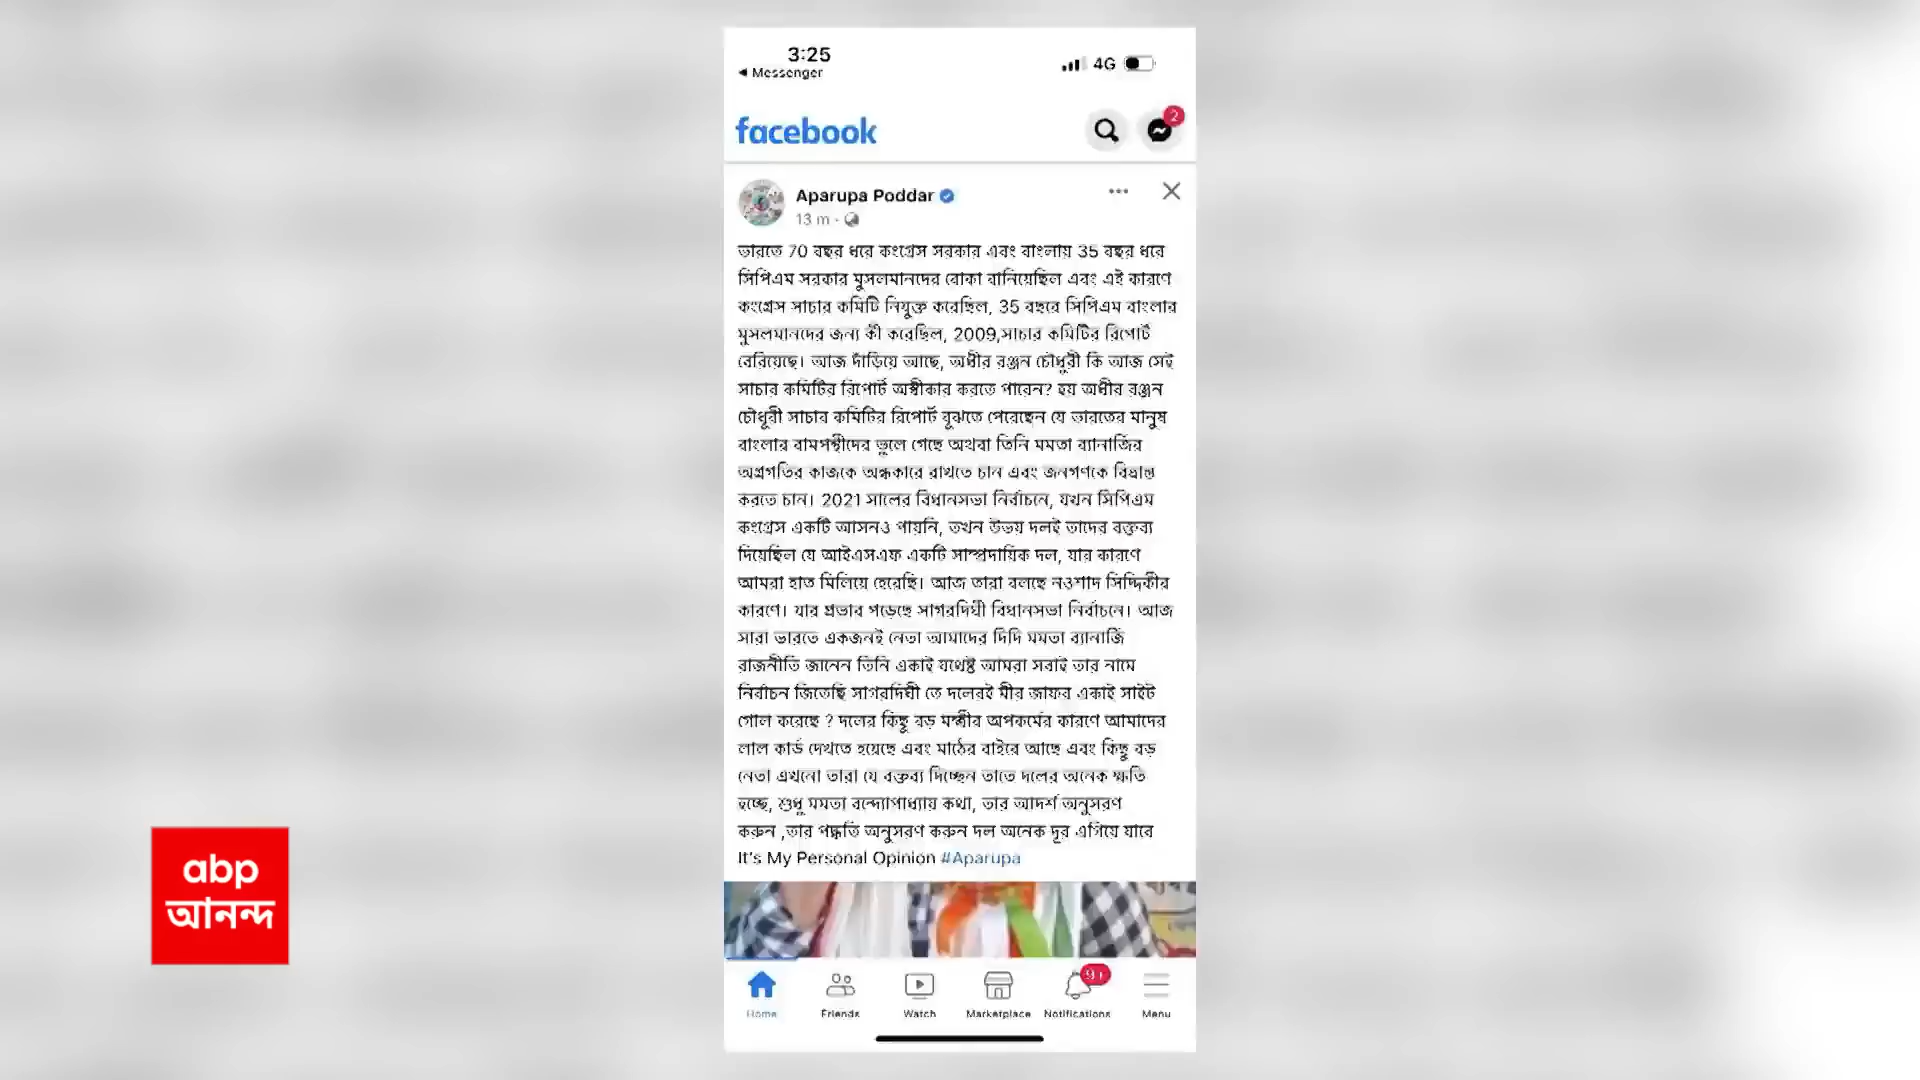 3:25
◄ Messenger
4G
facebook
2
Aparupa Poddar
13 m ·
ভারতে 70 বছর ধরে কংগ্রেস সরকার এবং বাংলায় 35 বছর ধরে
সিপিএম সরকার মুসলমানদের বোকা বানিয়েছিল এবং এই কারণে
কংগ্রেস সাচার কমিটি নিযুক্ত করেছিল, 35 বছরে সিপিএম বাংলার
মুসলমানদের জন্য কী করেছিল, 2009,সাচার কমিটির রিপোর্ট
বেরিয়েছে। আজ দাঁড়িয়ে আছে, অধীর রঞ্জন চৌধুরী কি আজ সেই
সাচার কমিটির রিপোর্ট অস্বীকার করতে পারেন? হয় অধীর রঞ্জন
চৌধুরী সাচার কমিটির রিপোর্ট বুঝতে পেরেছেন যে ভারতের মানুষ
বাংলার বামপন্থীদের ভুলে গেছে অথবা তিনি মমতা ব্যানার্জির
অগ্রগতির কাজকে অন্ধকারে রাখতে চান এবং জনগণকে বিভ্রান্ত
করতে চান। 2021 সালের বিধানসভা নির্বাচনে, যখন সিপিএম
কংগ্রেস একটি আসনও পায়নি, তখন উভয় দলই তাদের বক্তব্য
দিয়েছিল যে আইএসএফ একটি সাম্প্রদায়িক দল, যার কারণে
আমরা হাত মিলিয়ে হেরেছি। আজ তারা বলছে নওশাদ সিদ্দিকীর
কারণে। যার প্রভাব পড়েছে সাগরদিঘী বিধানসভা নির্বাচনে। আজ
সারা ভারতে একজনই নেতা আমাদের দিদি মমতা ব্যানার্জি
রাজনীতি জানেন তিনি একাই যথেষ্ট আমরা সবাই তার নামে
নির্বাচন জিতেছি সাগরদিঘী তে দলেরই মীর জাফর একাই সাইট
গোল করেছে ? দলের কিছু বড় মন্ত্রীর অপকর্মের কারণে আমাদের
লাল কার্ড দেখতে হয়েছে এবং মাঠের বাইরে আছে এবং কিছু বড়
নেতা এখনো তারা যে বক্তব্য দিচ্ছেন তাতে দলের অনেক ক্ষতি
হচ্ছে, শুধু মমতা বন্দ্যোপাধ্যায় কথা, তার আদর্শ অনুসরণ
করুন ,তার পদ্ধতি অনুসরণ করুন দল অনেক দূর এগিয়ে যাবে
It's My Personal Opinion #Aparupa
abp
আনন্দ
9+
Home Friends Watch Marketplace Notifications Menu